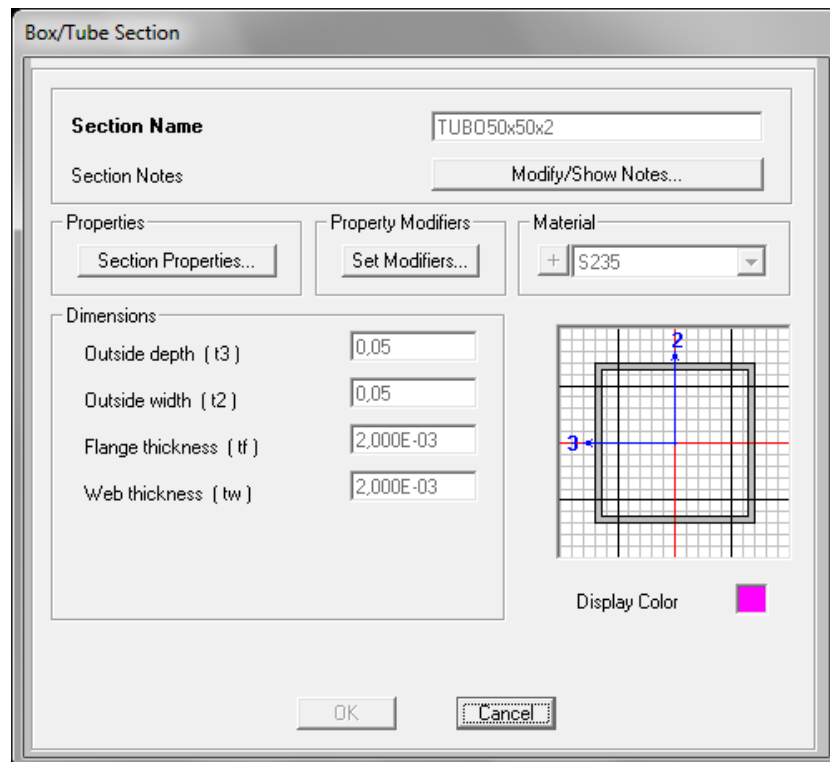 Box/Tube Section
Section Name
TUBO50x50x2
Section Notes
Modify/Show Notes...
Properties
Section Properties...
Property Modifiers
Set Modifiers...
Material
+
S235
Dimensions
Outside depth ( t3 )
0,05
Outside width ( t2 )
0,05
Flange thickness ( tf )
2,000E-03
Web thickness ( tw )
2,000E-03
2
3
Display Color
OK
Cancel